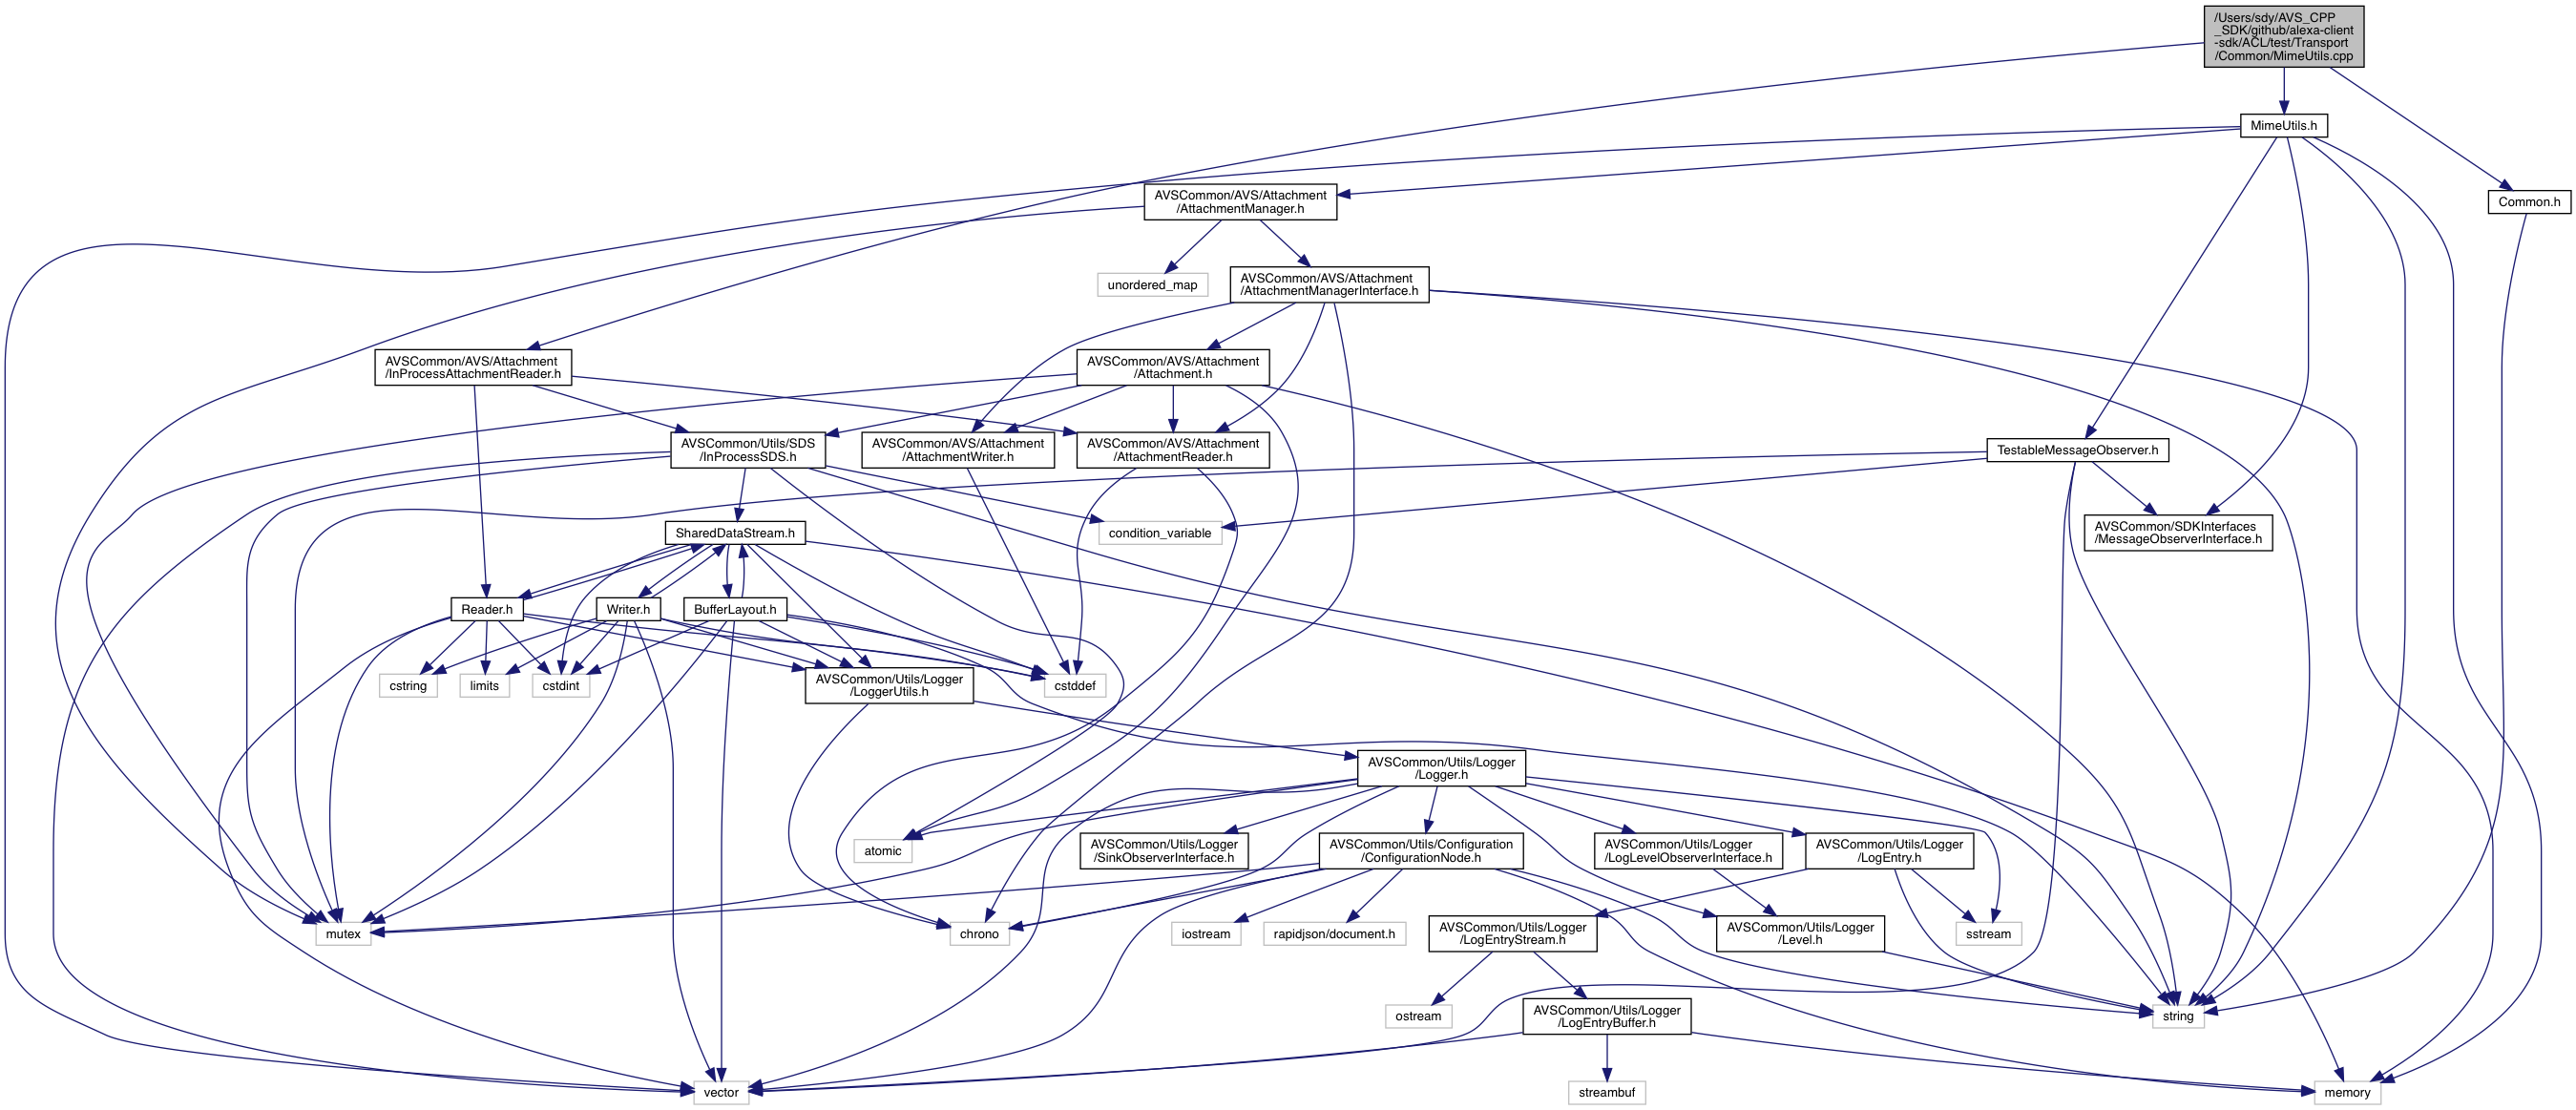 /Users/sdy/AVS_CPP
_SDK/github/alexa-client
-sdk/ACL/test/Transport
/Common/MimeUtils.cpp
MimeUtils.h
AVSCommon/AVS/Attachment
/AttachmentManager.h
Common.h
unordered_map
AVSCommon/AVS/Attachment
/AttachmentManagerInterface.h
AVSCommon/AVS/Attachment
/InProcessAttachmentReader.h
AVSCommon/AVS/Attachment
/Attachment.h
AVSCommon/Utils/SDS
/InProcessSDS.h
AVSCommon/AVS/Attachment
/AttachmentWriter.h
AVSCommon/AVS/Attachment
/AttachmentReader.h
TestableMessageObserver.h
SharedDataStream.h
condition_variable
AVSCommon/SDKInterfaces
/MessageObserverInterface.h
Reader.h
Writer.h
BufferLayout.h
cstring
limits
cstdint
AVSCommon/Utils/Logger
/LoggerUtils.h
cstddef
AVSCommon/Utils/Logger
/Logger.h
atomic
AVSCommon/Utils/Logger
/SinkObserverInterface.h
AVSCommon/Utils/Configuration
/ConfigurationNode.h
AVSCommon/Utils/Logger
/LogLevelObserverInterface.h
AVSCommon/Utils/Logger
/LogEntry.h
mutex
chrono
iostream
rapidjson/document.h
AVSCommon/Utils/Logger
/LogEntryStream.h
AVSCommon/Utils/Logger
/Level.h
sstream
ostream
AVSCommon/Utils/Logger
/LogEntryBuffer.h
string
vector
streambuf
memory